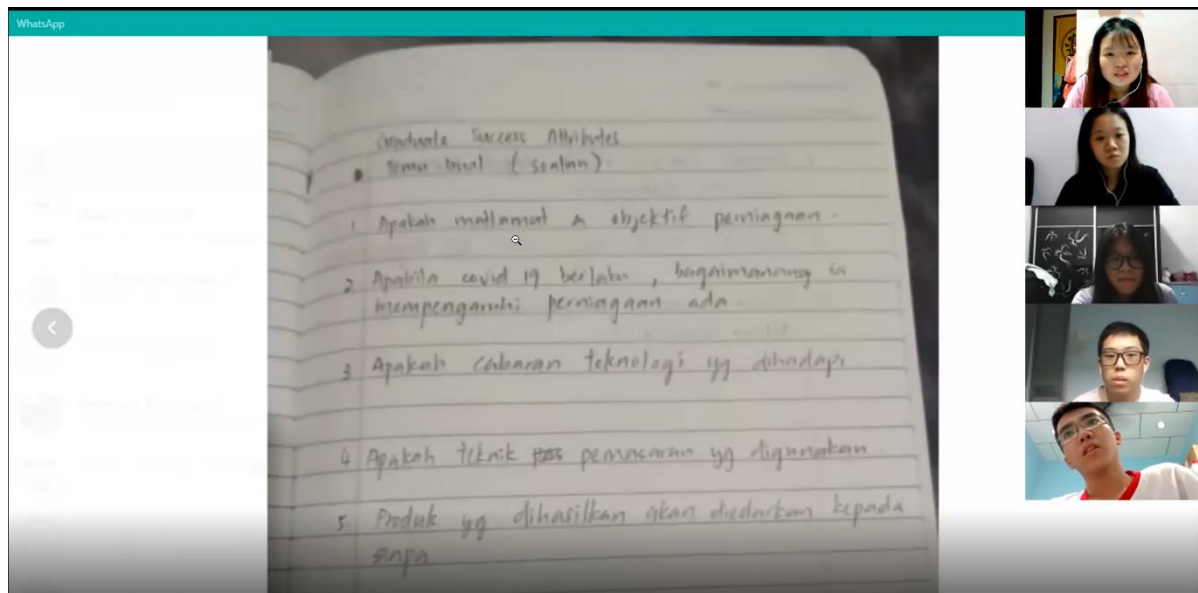 WhatsApp
Graduate Success Attributes
Temu bual (soalan)
1 Apakah matlamat & objektif perniagaan.
2 Apabila covid 19 berlaku, bagaimanang ia
mempengaruhi perniagaan ada
3 Apakah cabaran teknologi yg dihadapi
4 Apakah teknik pemasaran yg digunakan
5. Produk yg dihasilkan akan diedarkan kepada